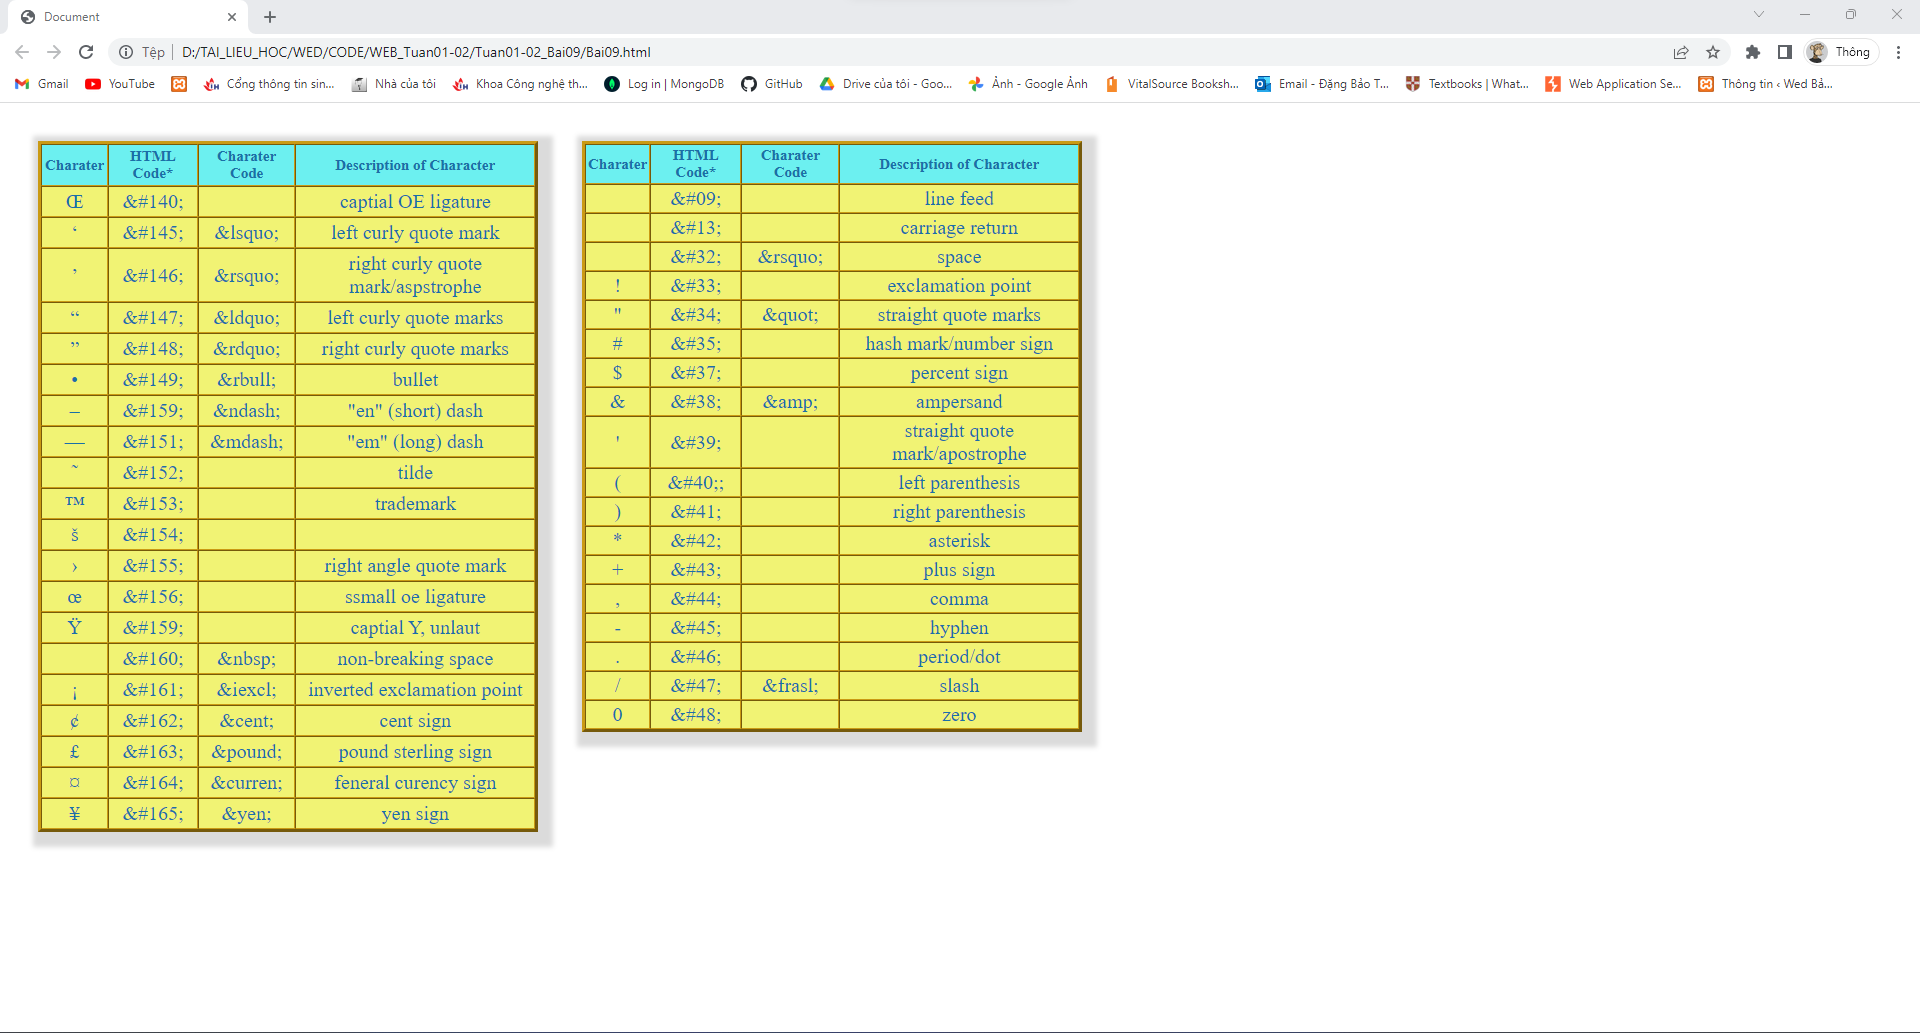 Document
Tệp D:/TAI_LIEU_HOC/WED/CODE/WEB_Tuan01-02/Tuan01-02_Bai09/Bai09.html Thông
Gmail YouTube Cổng thông tin sin... Nhà của tôi Khoa Công nghệ th... Log in | MongoDB GitHub Drive của tôi - Goo... Ảnh - Google Ảnh VitalSource Booksh... Email - Đặng Bảo T... Textbooks | What... Web Application Se... Thông tin ‹ Wed Bả...
Charater HTML Code* Charater Code Description of Character
Œ &#140; captial OE ligature
‘ &#145; &lsquo; left curly quote mark
’ &#146; &rsquo; right curly quote
mark/aspstrophe
“ &#147; &ldquo; left curly quote marks
” &#148; &rdquo; right curly quote marks
• &#149; &rbull; bullet
– &#159; &ndash; "en" (short) dash
— &#151; &mdash; "em" (long) dash
˜ &#152; tilde
™ &#153; trademark
š &#154;
› &#155; right angle quote mark
œ &#156; ssmall oe ligature
Ÿ &#159; captial Y, unlaut
&#160; &nbsp; non-breaking space
¡ &#161; &iexcl; inverted exclamation point
¢ &#162; &cent; cent sign
£ &#163; &pound; pound sterling sign
¤ &#164; &curren; feneral curency sign
¥ &#165; &yen; yen sign
Charater HTML Code* Charater Code Description of Character
&#09; line feed
&#13; carriage return
&#32; &rsquo; space
! &#33; exclamation point
" &#34; &quot; straight quote marks
# &#35; hash mark/number sign
$ &#37; percent sign
& &#38; &amp; ampersand
' &#39; straight quote
mark/apostrophe
( &#40;; left parenthesis
) &#41; right parenthesis
* &#42; asterisk
+ &#43; plus sign
, &#44; comma
- &#45; hyphen
. &#46; period/dot
/ &#47; &frasl; slash
0 &#48; zero